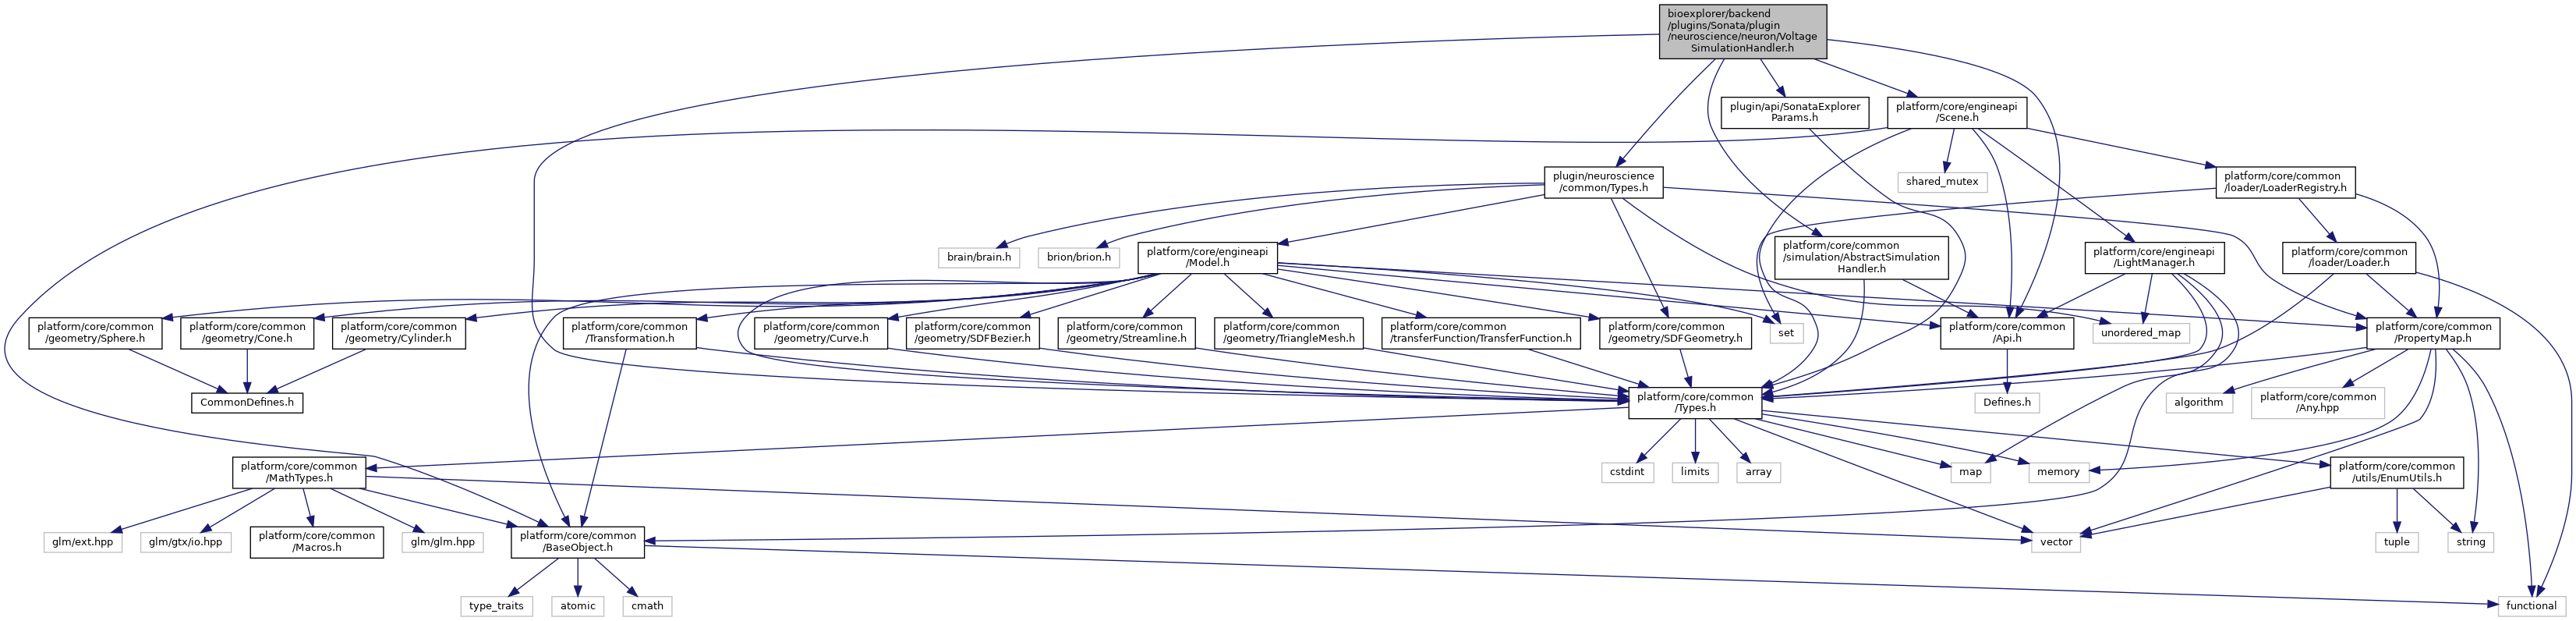 bioexplorer/backend
/plugins/Sonata/plugin
/neuroscience/neuron/Voltage
SimulationHandler.h
plugin/api/SonataExplorer
Params.h
platform/core/engineapi
/Scene.h
plugin/neuroscience
/common/Types.h
shared_mutex
platform/core/common
/loader/LoaderRegistry.h
brain/brain.h
brion/brion.h
platform/core/engineapi
/Model.h
platform/core/common
/simulation/AbstractSimulation
Handler.h
platform/core/engineapi
/LightManager.h
platform/core/common
/loader/Loader.h
platform/core/common
/geometry/Sphere.h
platform/core/common
/geometry/Cone.h
platform/core/common
/geometry/Cylinder.h
platform/core/common
/Transformation.h
platform/core/common
/geometry/Curve.h
platform/core/common
/geometry/SDFBezier.h
platform/core/common
/geometry/Streamline.h
platform/core/common
/geometry/TriangleMesh.h
platform/core/common
/transferFunction/TransferFunction.h
platform/core/common
/geometry/SDFGeometry.h
set
platform/core/common
/Api.h
unordered_map
platform/core/common
/PropertyMap.h
CommonDefines.h
platform/core/common
/Types.h
Defines.h
algorithm
platform/core/common
/Any.hpp
platform/core/common
/MathTypes.h
cstdint
limits
array
map
memory
platform/core/common
/utils/EnumUtils.h
glm/ext.hpp
glm/gtx/io.hpp
platform/core/common
/Macros.h
glm/glm.hpp
platform/core/common
/BaseObject.h
vector
tuple
string
type_traits
atomic
cmath
functional